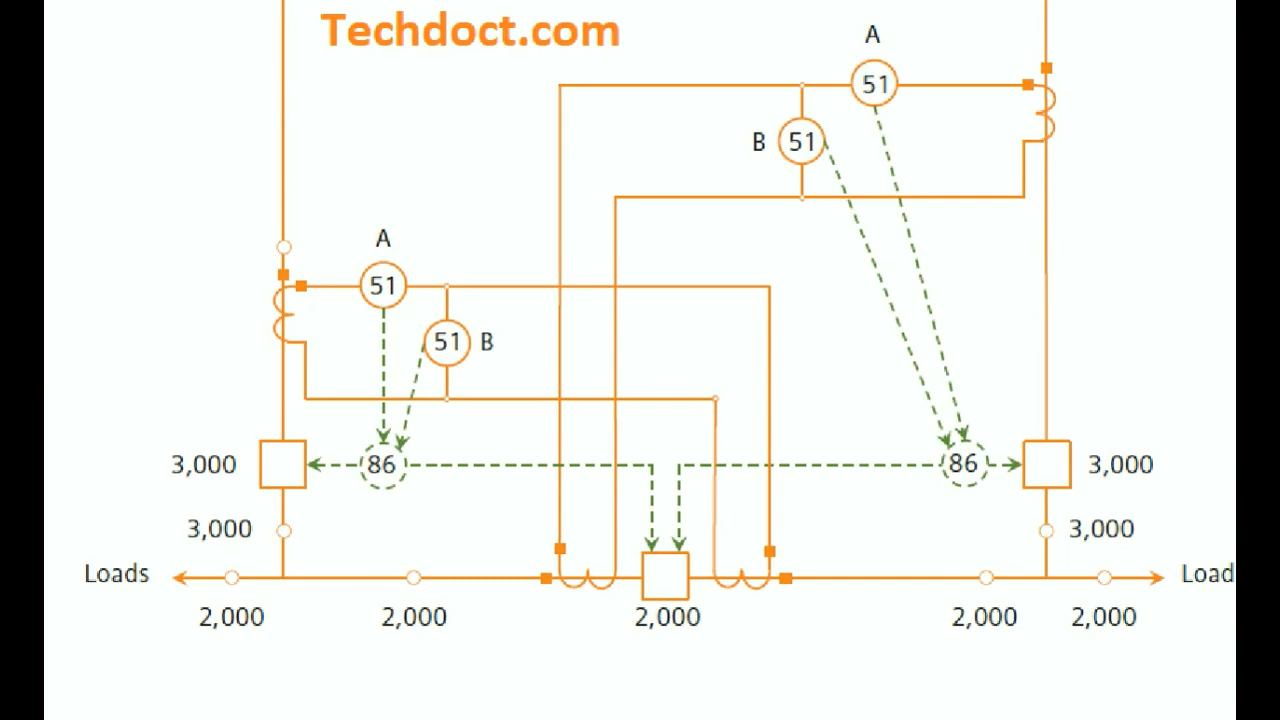 Techdoct.com
A
51
B 51
A
51
51 B
3,000 86 86 3,000
3,000 3,000
Loads Load
2,000 2,000 2,000 2,000 2,000